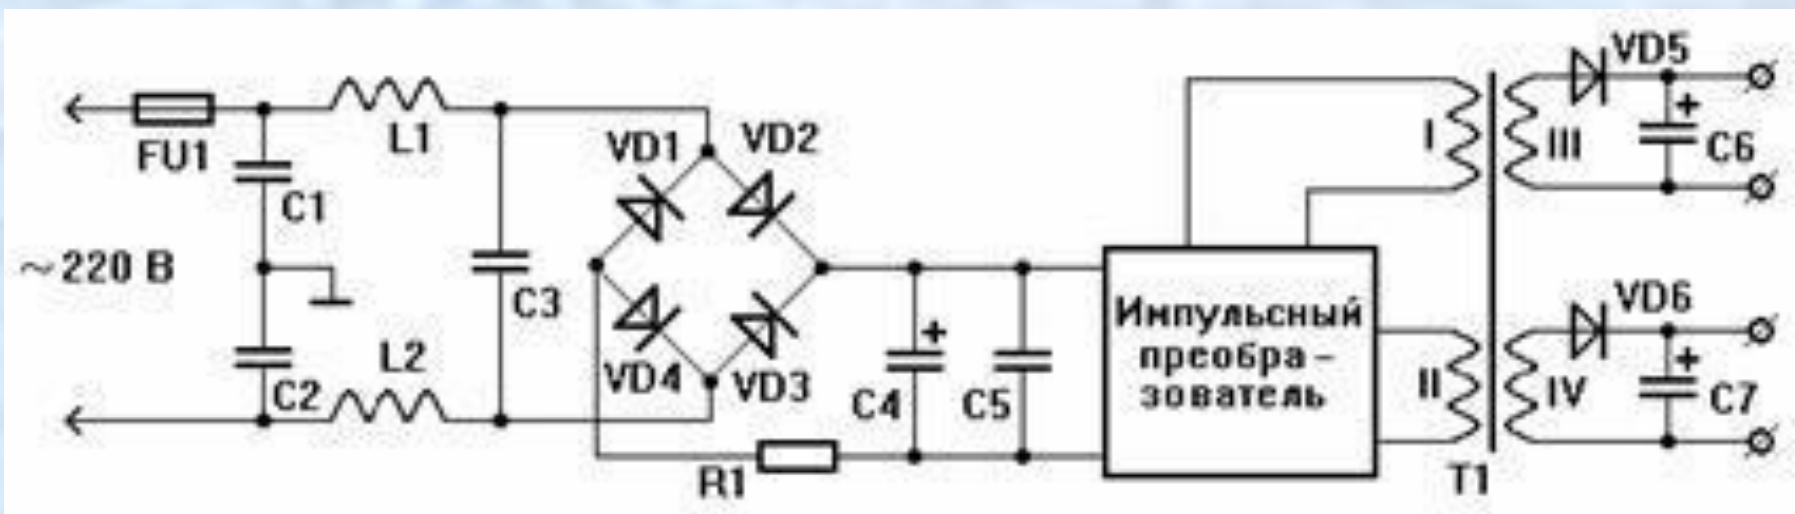 VD5
FU1
L1
VD1
VD2
I
III
C6
C1
~220 В
C3
L2
VD4
VD3
C2
C4
+
C5
Импульсный
преобра –
зователь
VD6
II
IV
C7
+
+
R1
T1